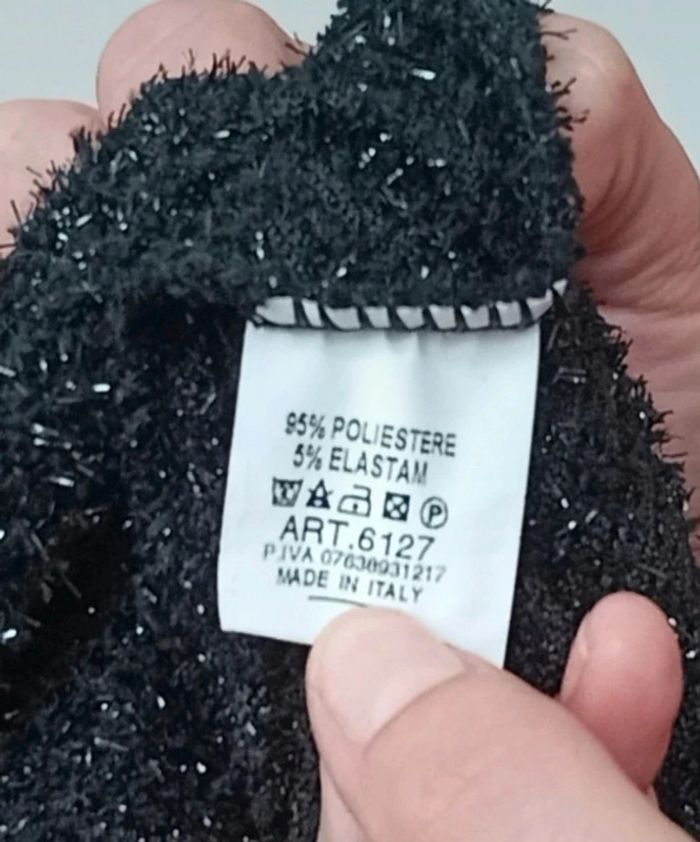 95% POLIESTERE
5% ELASTAM
P
ART.6127
P.IVA 07638931217
MADE IN ITALY